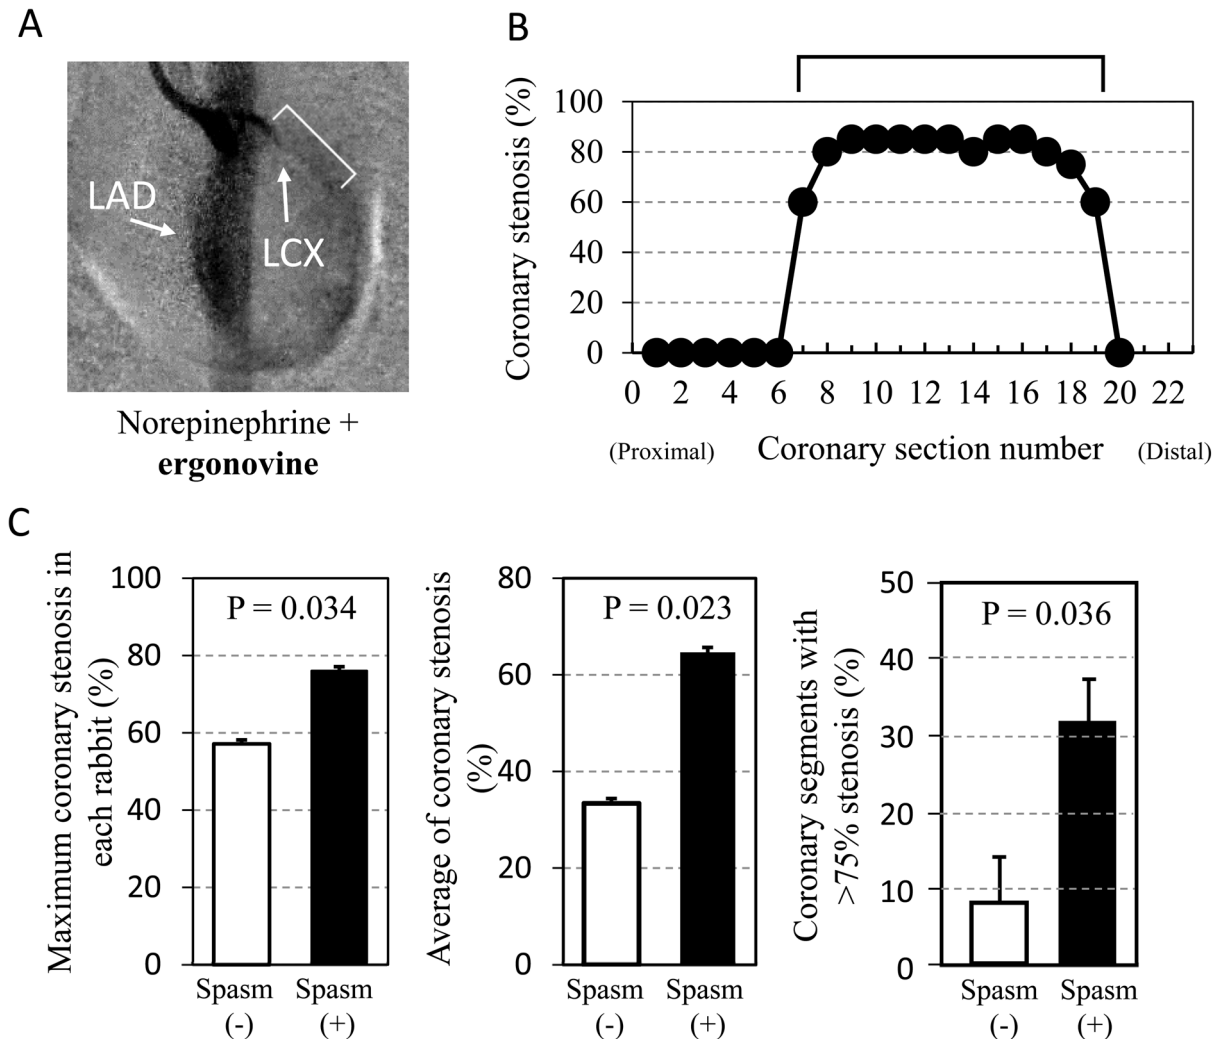 A
LAD
LCX
Norepinephrine +
ergonovine
B
Coronary stenosis (%)
100
80
60
40
20
0
0 2 4 6 8 10 12 14 16 18 20 22
(Proximal) Coronary section number (Distal)
C
Maximum coronary stenosis in
each rabbit (%)
100
80
60
40
20
0
P = 0.034
Spasm Spasm
(-) (+)
Average of coronary stenosis
(%)
80
60
40
20
0
P = 0.023
Spasm Spasm
(-) (+)
Coronary segments with
>75% stenosis (%)
50
40
30
20
10
0
P = 0.036
Spasm Spasm
(-) (+)